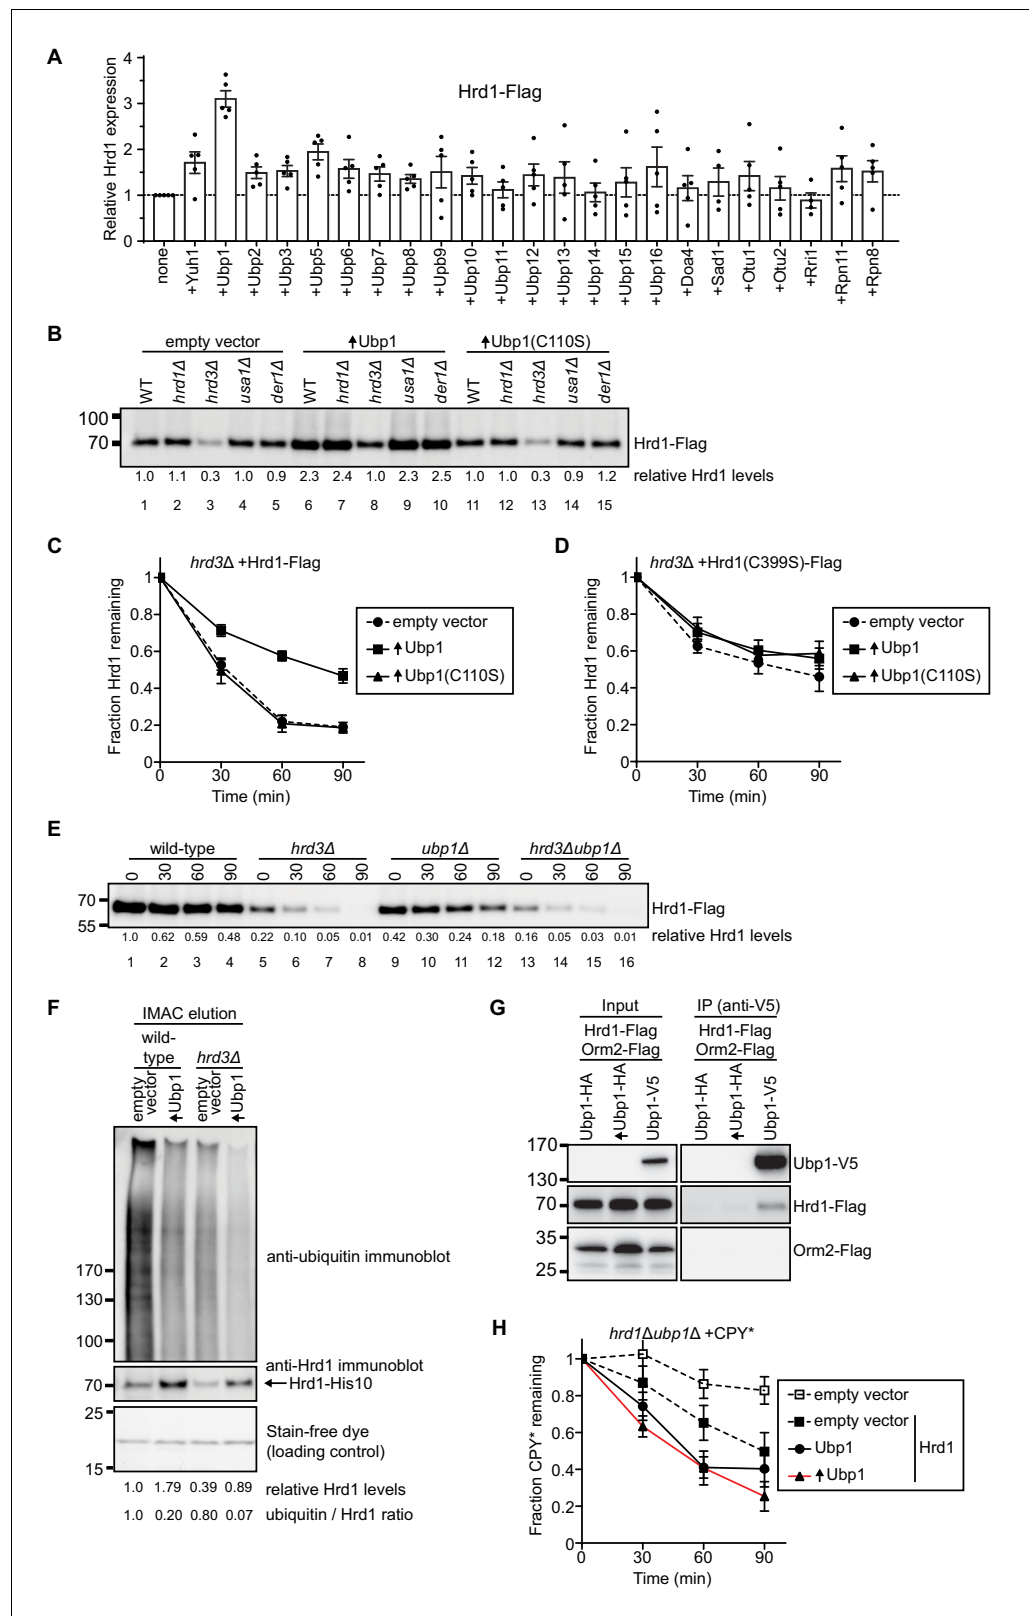 A
Hrd1-Flag
Relative Hrd1 expression
4
3
2
1
0
none
+Yuh1
+Ubp1
+Ubp2
+Ubp3
+Ubp5
+Ubp6
+Ubp7
+Ubp8
+Upb9
+Ubp10
+Ubp11
+Ubp12
+Ubp13
+Ubp14
+Ubp15
+Ubp16
+Doa4
+Sad1
+Otu1
+Otu2
+Rri1
+Rpn11
+Rpn8
B
empty vector ↑Ubp1 ↑Ubp1(C110S)
WT hrd1Δ hrd3Δ usa1Δ der1Δ WT hrd1Δ hrd3Δ usa1Δ der1Δ WT hrd1Δ hrd3Δ usa1Δ der1Δ
100
70 Hrd1-Flag
1.0 1.1 0.3 1.0 0.9 2.3 2.4 1.0 2.3 2.5 1.0 1.0 0.3 0.9 1.2 relative Hrd1 levels
1 2 3 4 5 6 7 8 9 10 11 12 13 14 15
C
hrd3Δ +Hrd1-Flag
Fraction Hrd1 remaining
1
0.8
0.6
0.4
0.2
0
0 30 60 90
Time (min)
empty vector
↑Ubp1
↑Ubp1(C110S)
D
hrd3Δ +Hrd1(C399S)-Flag
Fraction Hrd1 remaining
1
0.8
0.6
0.4
0.2
0
0 30 60 90
Time (min)
empty vector
↑Ubp1
↑Ubp1(C110S)
E
wild-type hrd3Δ ubp1Δ hrd3Δubp1Δ
0 30 60 90 0 30 60 90 0 30 60 90 0 30 60 90
70
55
Hrd1-Flag
1.0 0.62 0.59 0.48 0.22 0.10 0.05 0.01 0.42 0.30 0.24 0.18 0.16 0.05 0.03 0.01 relative Hrd1 levels
1 2 3 4 5 6 7 8 9 10 11 12 13 14 15 16
F
IMAC elution
wild-
type hrd3Δ
empty vector ↑Ubp1 empty vector ↑Ubp1
anti-ubiquitin immunoblot
170
130
100
anti-Hrd1 immunoblot
70 ←Hrd1-His10
25
Stain-free dye
(loading control)
15
1.0 1.79 0.39 0.89 relative Hrd1 levels
1.0 0.20 0.80 0.07 ubiquitin / Hrd1 ratio
G
Input IP (anti-V5)
Hrd1-Flag Hrd1-Flag
Orm2-Flag Orm2-Flag
Ubp1-HA ↑Ubp1-HA Ubp1-V5 Ubp1-HA ↑Ubp1-HA Ubp1-V5
170
130
Ubp1-V5
70 Hrd1-Flag
35
25
Orm2-Flag
H
hrd1Δubp1Δ +CPY*
Fraction CPY* remaining
1
0.8
0.6
0.4
0.2
0
0 30 60 90
Time (min)
empty vector
empty vector
Ubp1
↑Ubp1
Hrd1